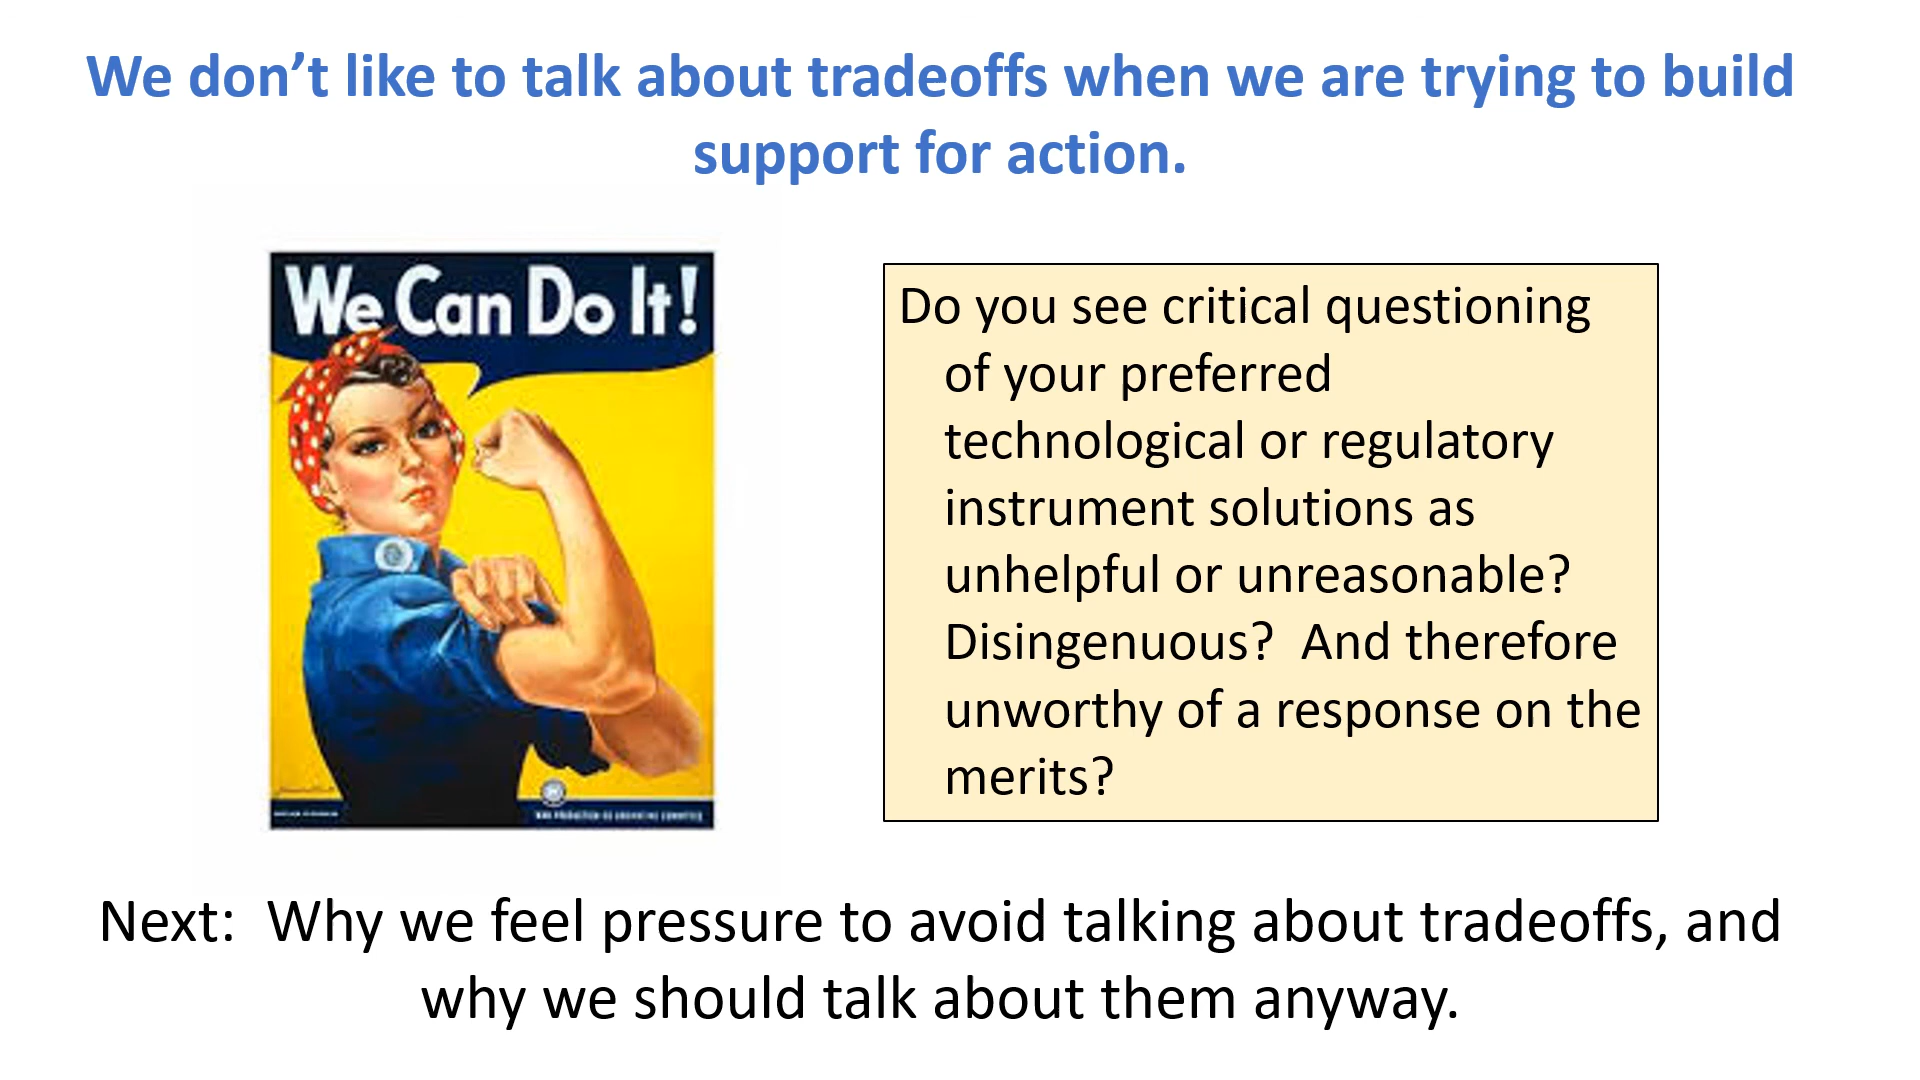 We don’t like to talk about tradeoffs when we are trying to build
support for action.
We Can Do It!
Do you see critical questioning
of your preferred
technological or regulatory
instrument solutions as
unhelpful or unreasonable?
Disingenuous?  And therefore
unworthy of a response on the
merits?
Next:  Why we feel pressure to avoid talking about tradeoffs, and
why we should talk about them anyway.